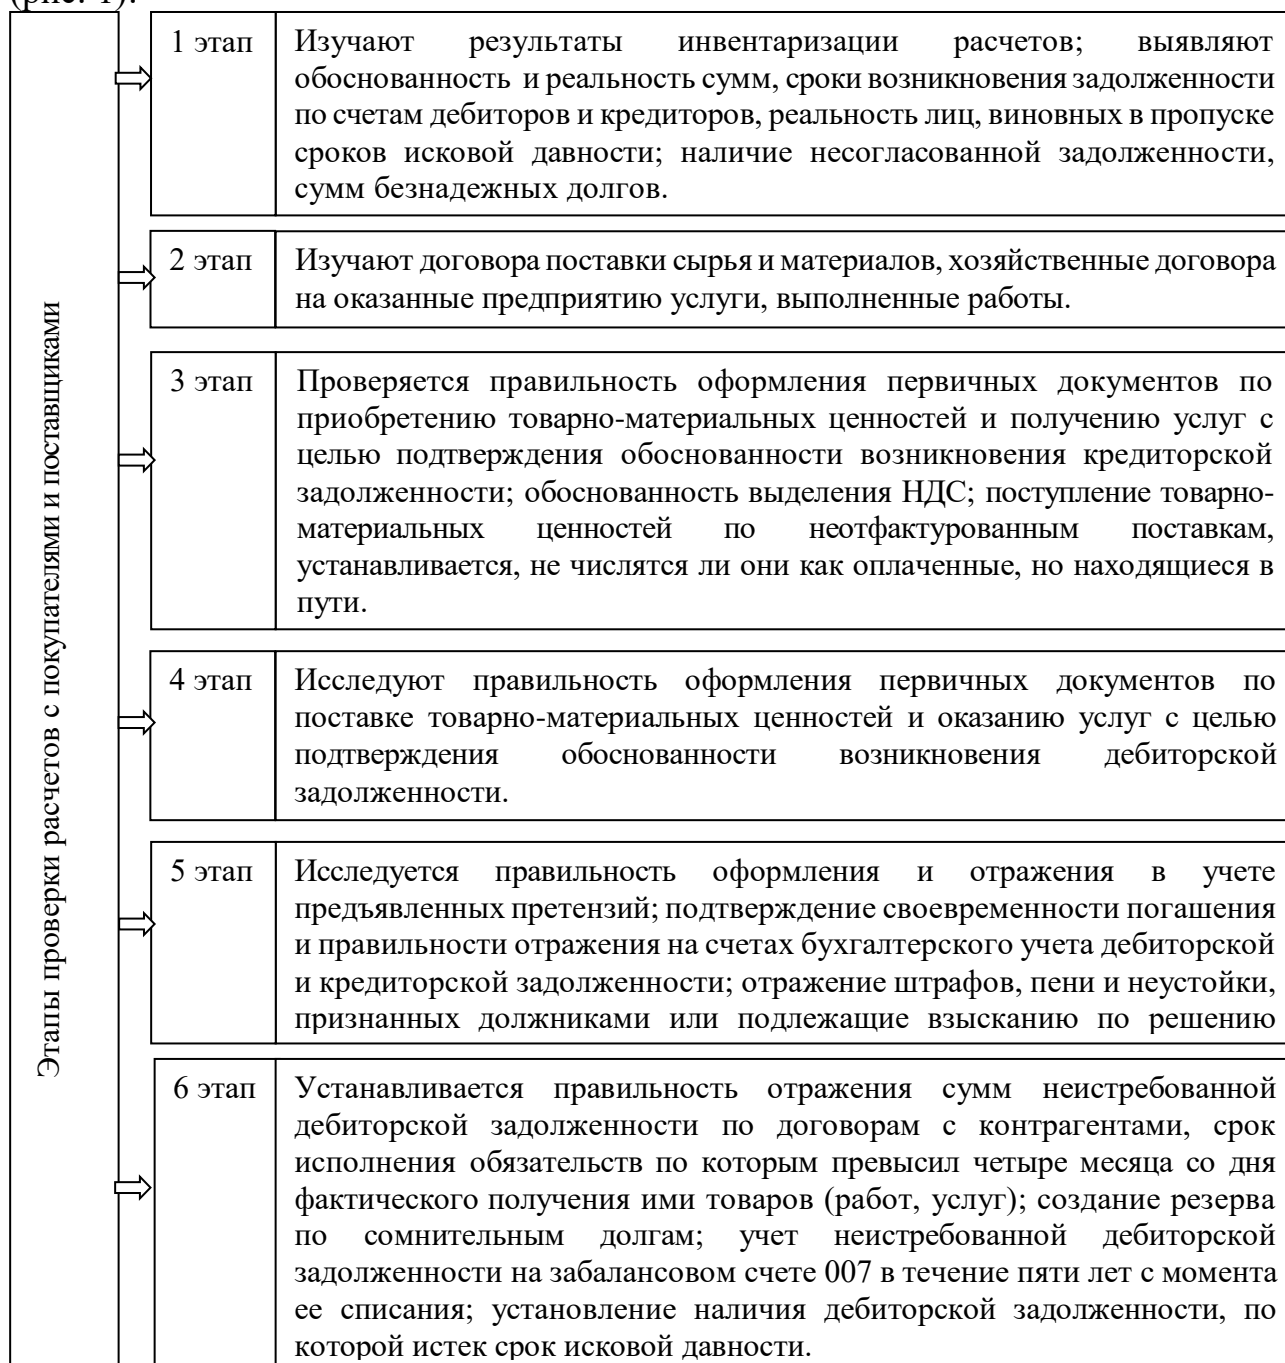 (рис. 1).
Этапы проверки расчетов с покупателями и поставщиками
1 этап
Изучают результаты инвентаризации расчетов; выявляют
обоснованность и реальность сумм, сроки возникновения задолженности
по счетам дебиторов и кредиторов, реальность лиц, виновных в пропуске
сроков исковой давности; наличие несогласованной задолженности,
сумм безнадежных долгов.
2 этап
Изучают договора поставки сырья и материалов, хозяйственные договора
на оказанные предприятию услуги, выполненные работы.
3 этап
Проверяется правильность оформления первичных документов по
приобретению товарно-материальных ценностей и получению услуг с
целью подтверждения обоснованности возникновения кредиторской
задолженности; обоснованность выделения НДС; поступление товарно-
материальных ценностей по неотфактурованным поставкам,
устанавливается, не числятся ли они как оплаченные, но находящиеся в
пути.
4 этап
Исследуют правильность оформления первичных документов по
поставке товарно-материальных ценностей и оказанию услуг с целью
подтверждения обоснованности возникновения дебиторской
задолженности.
5 этап
Исследуется правильность оформления и отражения в учете
предъявленных претензий; подтверждение своевременности погашения
и правильности отражения на счетах бухгалтерского учета дебиторской
и кредиторской задолженности; отражение штрафов, пени и неустойки,
признанных должниками или подлежащие взысканию по решению
6 этап
Устанавливается правильность отражения сумм неистребованной
дебиторской задолженности по договорам с контрагентами, срок
исполнения обязательств по которым превысил четыре месяца со дня
фактического получения ими товаров (работ, услуг); создание резерва
по сомнительным долгам; учет неистребованной дебиторской
задолженности на забалансовом счете 007 в течение пяти лет с момента
ее списания; установление наличия дебиторской задолженности, по
которой истек срок исковой давности.